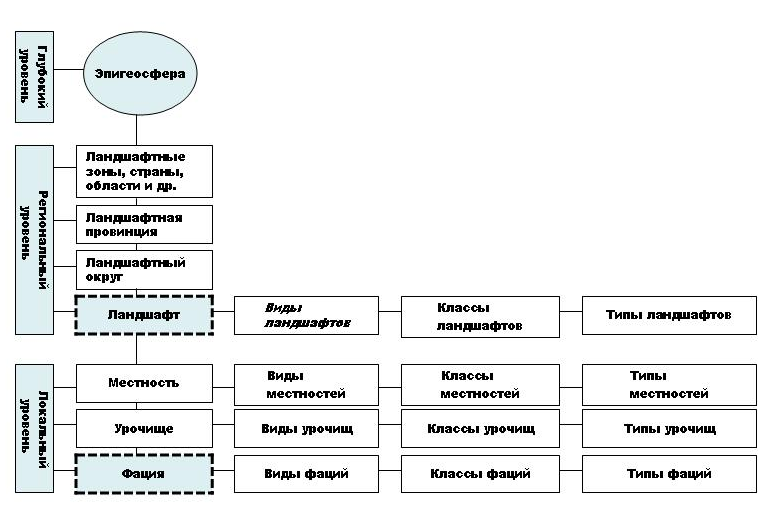 Глубокий
уровень
Эпигеосфера
Региональный
уровень
Ландшафтные
зоны, страны,
области и др.
Ландшафтная
провинция
Ландшафтный
округ
Ландшафт
Виды
ландшафтов
Классы
ландшафтов
Типы ландшафтов
Локальный
уровень
Местность
Виды
местностей
Классы
местностей
Типы
местностей
Урочище
Виды урочищ
Классы урочищ
Типы урочищ
Фация
Виды фаций
Классы фаций
Типы фаций